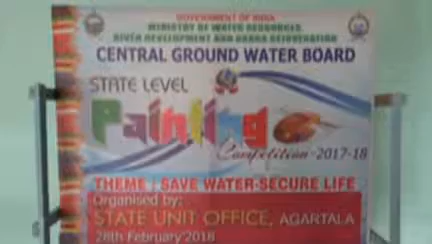 GOVERNMENT OF INDIA
MINISTRY OF WATER RESOURCES,
RIVER DEVELOPMENT AND GANGA REJUVENATION
CENTRAL GROUND WATER BOARD
STATE LEVEL
Painting
Competition-2017-18
THEME : SAVE WATER-SECURE LIFE
Organised by:
STATE UNIT OFFICE, AGARTALA
28th February'2018